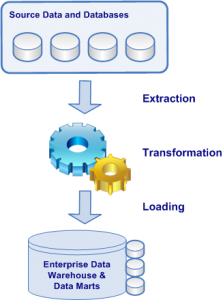 Source Data and Databases
Extraction
Transformation
Loading
Enterprise Data
Warehouse &
Data Marts